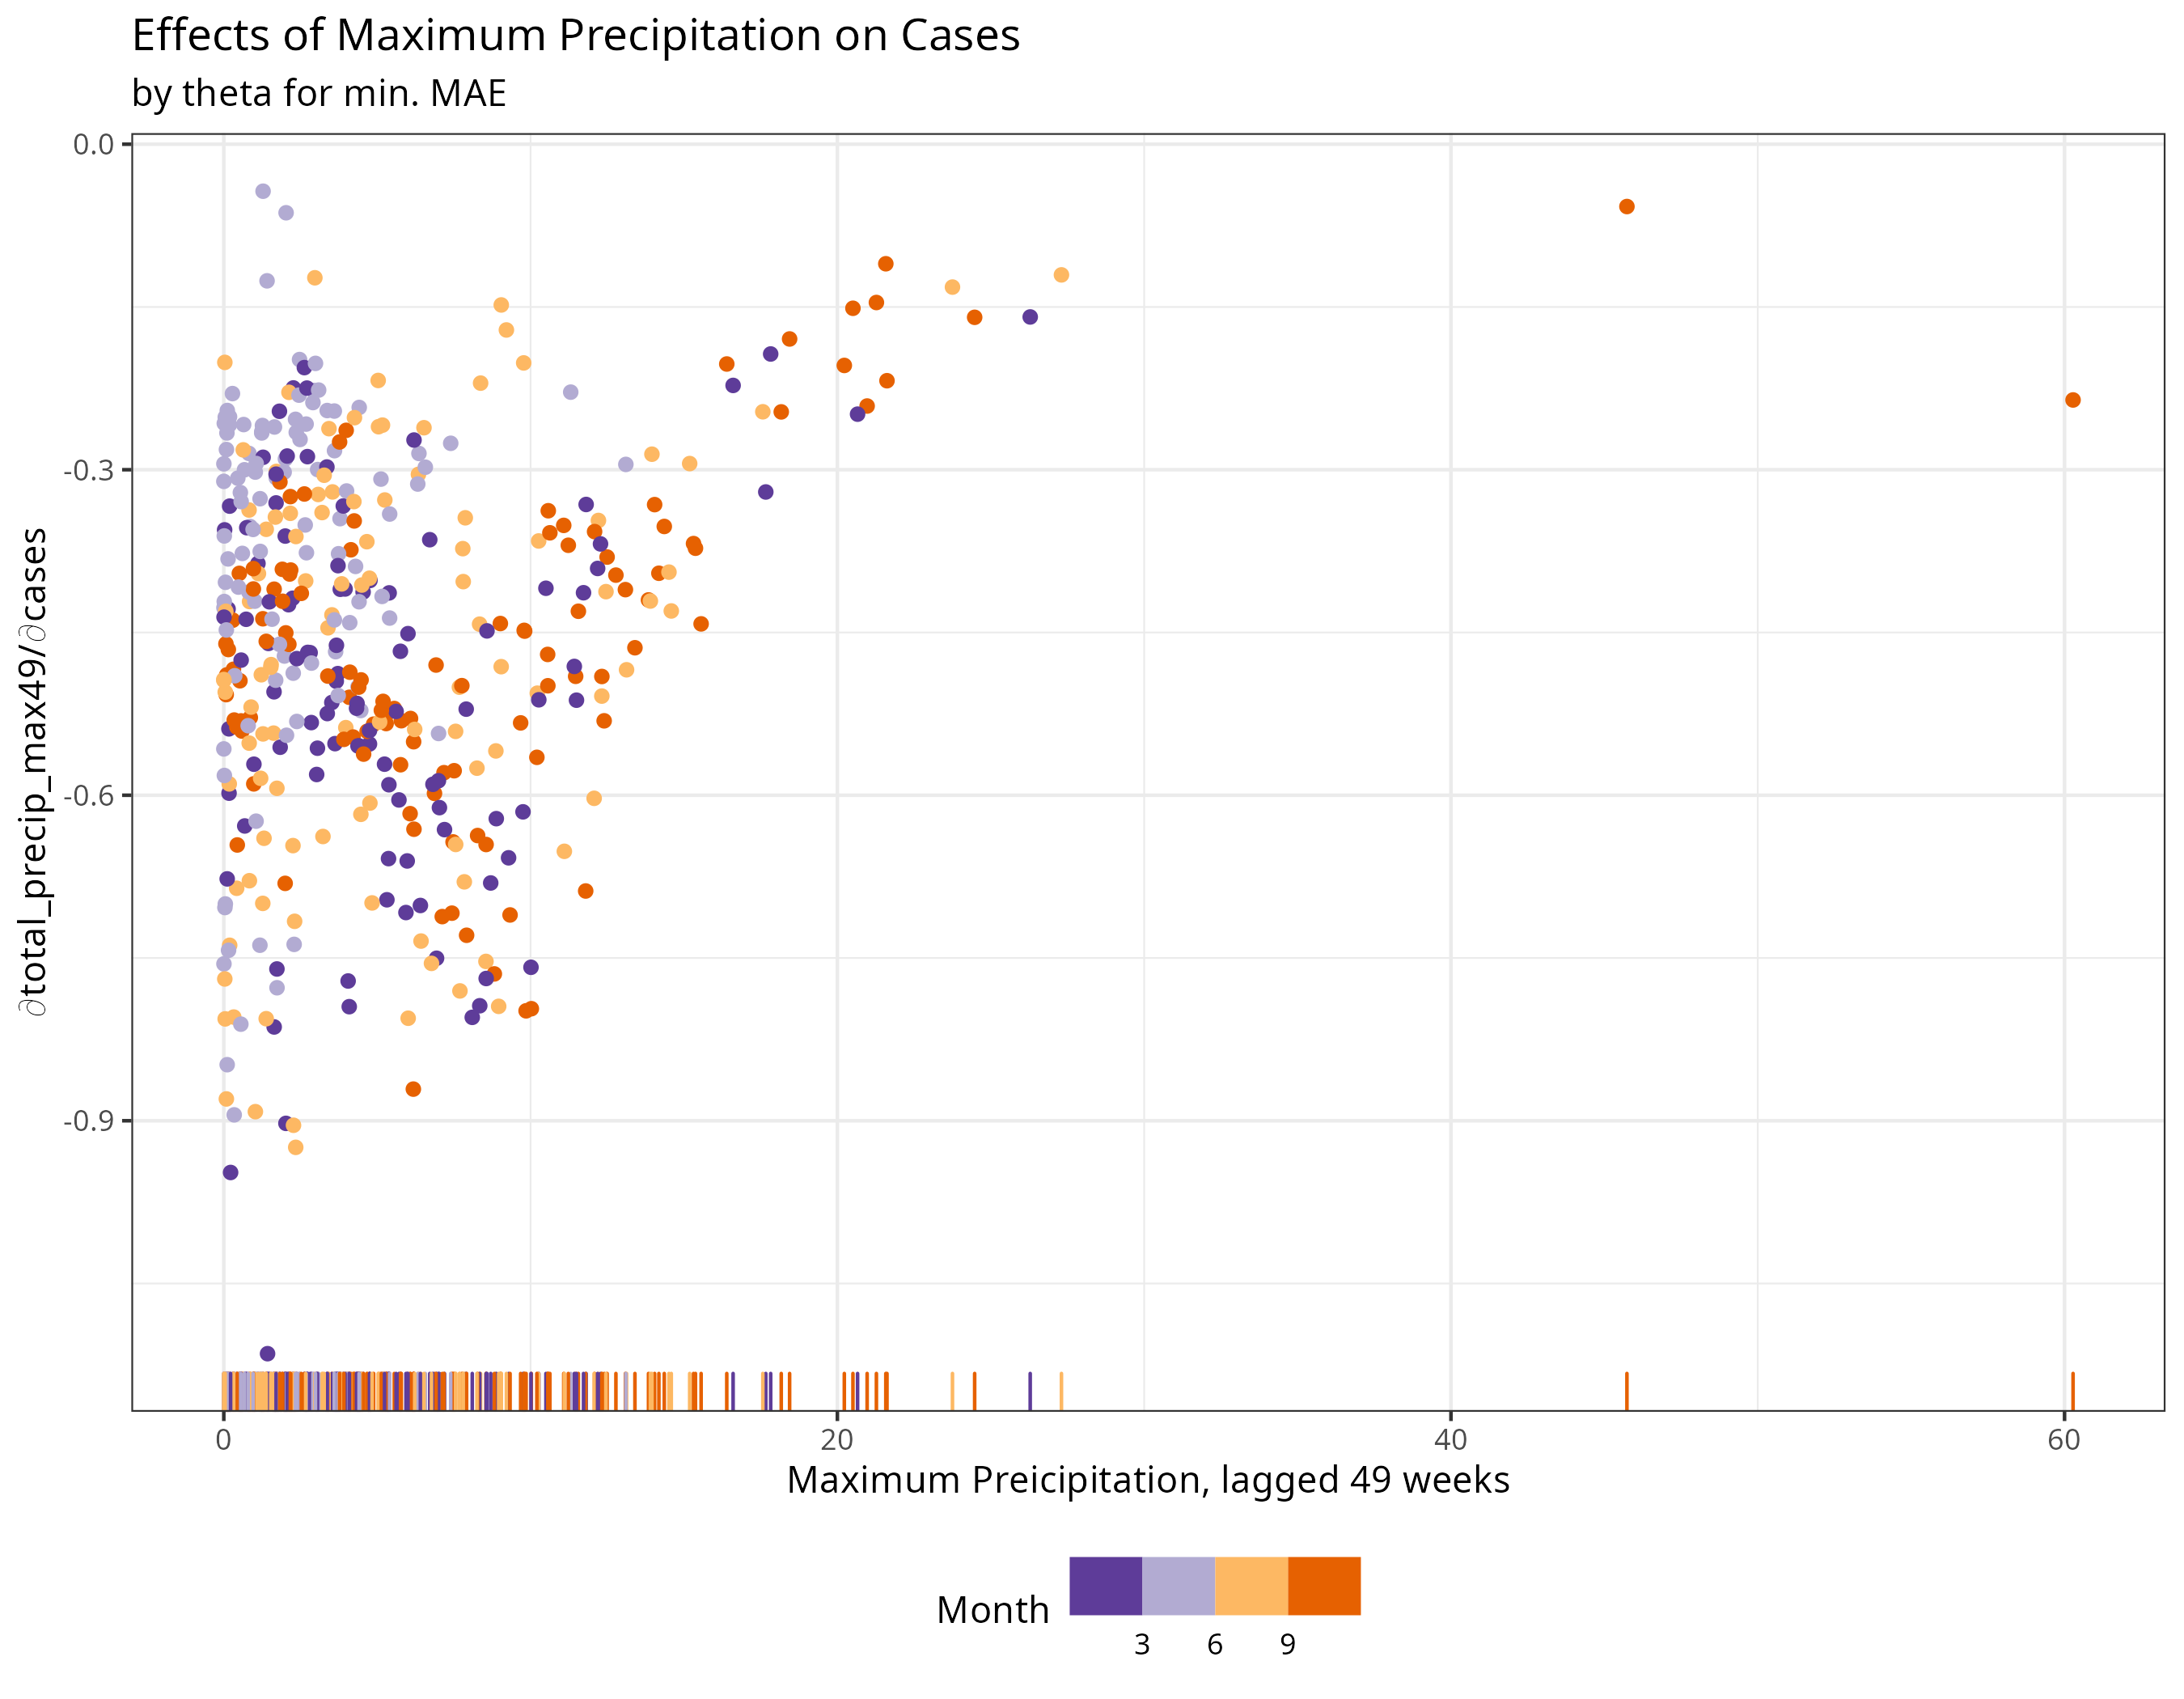 Effects of Maximum Precipitation on Cases
by theta for min. MAE
0.0
-0.3
-0.6
-0.9
∂total_precip_max49/∂cases
0 20 40 60
Maximum Preicipitation, lagged 49 weeks
Month
3 6 9